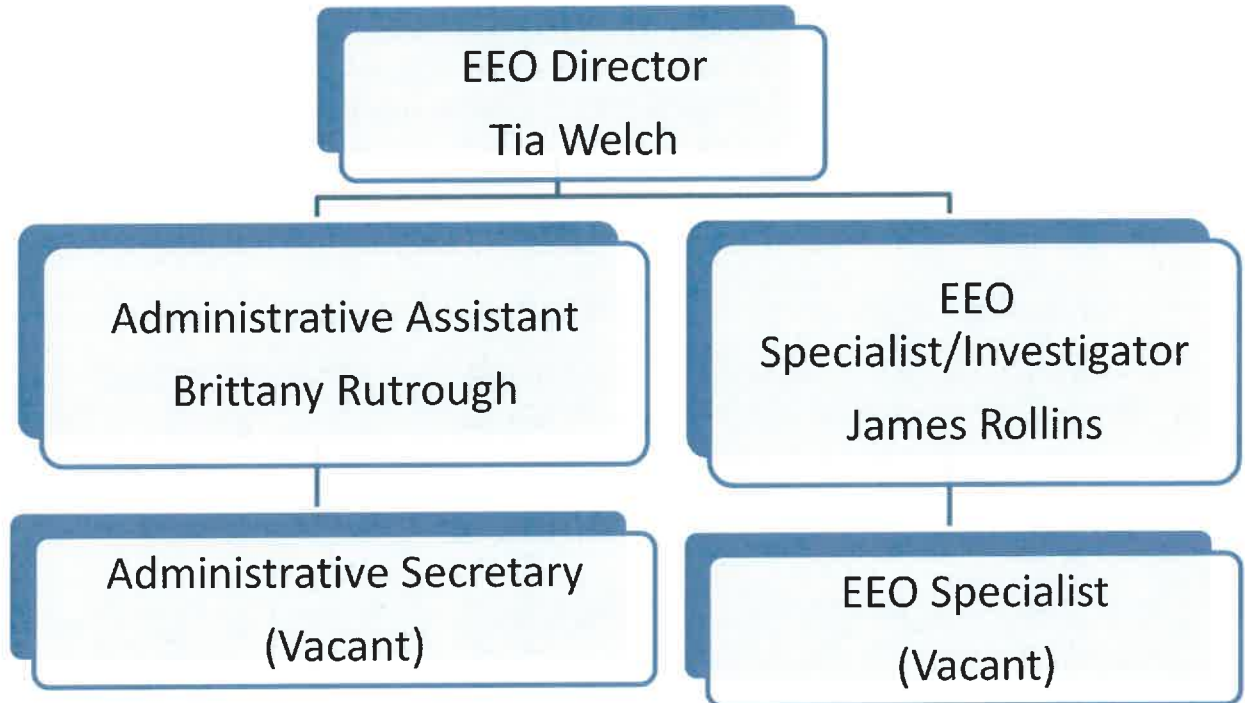 EEO Director
Tia Welch
Administrative Assistant
Brittany Rutrough
EEO
Specialist/Investigator
James Rollins
Administrative Secretary
(Vacant)
EEO Specialist
(Vacant)